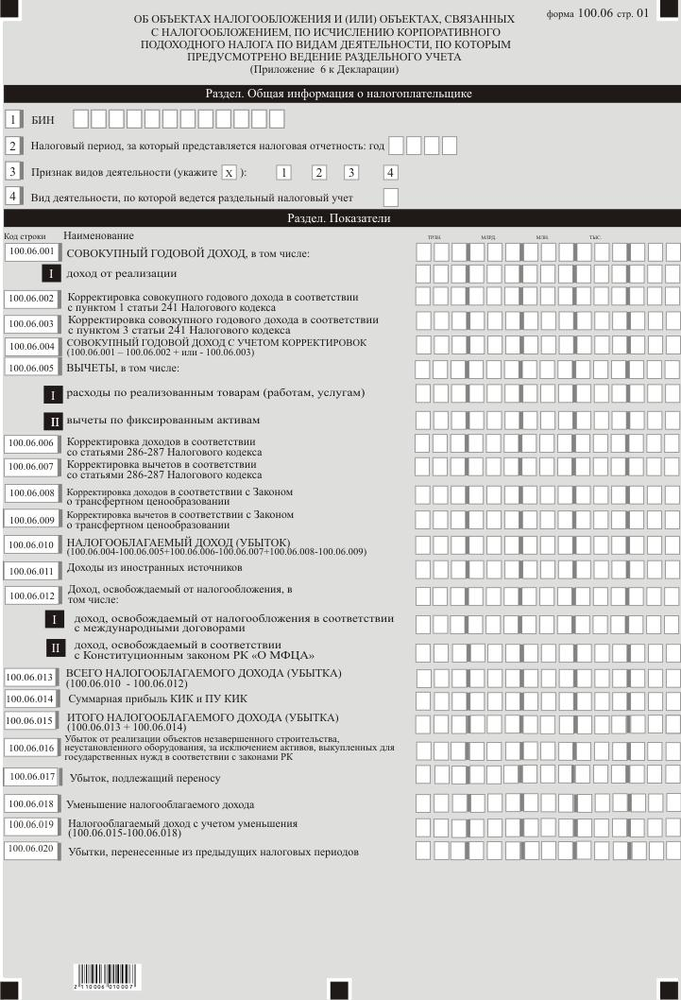 форма 100.06 стр. 01
ОБ ОБЪЕКТАХ НАЛОГООБЛОЖЕНИЯ И (ИЛИ) ОБЪЕКТАХ, СВЯЗАННЫХ
С НАЛОГООБЛОЖЕНИЕМ, ПО ИСЧИСЛЕНИЮ КОРПОРАТИВНОГО
ПОДОХОДНОГО НАЛОГА ПО ВИДАМ ДЕЯТЕЛЬНОСТИ, ПО КОТОРЫМ
ПРЕДУСМОТРЕНО ВЕДЕНИЕ РАЗДЕЛЬНОГО УЧЕТА
(Приложение 6 к Декларации)
Раздел. Общая информация о налогоплательщике
1 БИН
2 Налоговый период, за который представляется налоговая отчетность: год
3 Признак видов деятельности (укажите X ): 1 2 3 4
4 Вид деятельности, по которой ведется раздельный налоговый учет
Раздел. Показатели
Код строки Наименование ТРЛН. МЛРД. МЛН. ТЫС.
100.06.001 СОВОКУПНЫЙ ГОДОВОЙ ДОХОД, в том числе:
I доход от реализации
100.06.002 Корректировка совокупного годового дохода в соответствии
с пунктом 1 статьи 241 Налогового кодекса
100.06.003 Корректировка совокупного годового дохода в соответствии
с пунктом 3 статьи 241 Налогового кодекса
100.06.004 СОВОКУПНЫЙ ГОДОВОЙ ДОХОД С УЧЕТОМ КОРРЕКТИРОВОК
(100.06.001 – 100.06.002 + или - 100.06.003)
100.06.005 ВЫЧЕТЫ, в том числе:
I расходы по реализованным товарам (работам, услугам)
II вычеты по фиксированным активам
100.06.006 Корректировка доходов в соответствии
со статьями 286-287 Налогового кодекса
100.06.007 Корректировка вычетов в соответствии
со статьями 286-287 Налогового кодекса
100.06.008 Корректировка доходов в соответствии с Законом
о трансфертном ценообразовании
100.06.009 Корректировка вычетов в соответствии с Законом
о трансфертном ценообразовании
100.06.010 НАЛОГООБЛАГАЕМЫЙ ДОХОД (УБЫТОК)
(100.06.004-100.06.005+100.06.006-100.06.007+100.06.008-100.06.009)
100.06.011 Доходы из иностранных источников
100.06.012 Доход, освобождаемый от налогообложения, в
том числе:
I доход, освобождаемый от налогообложения в соответствии
с международными договорами
II доход, освобождаемый в соответствии
с Конституционным законом РК «О МФЦА»
100.06.013 ВСЕГО НАЛОГООБЛАГАЕМОГО ДОХОДА (УБЫТКА)
(100.06.010 - 100.06.012)
100.06.014 Суммарная прибыль КИК и ПУ КИК
100.06.015 ИТОГО НАЛОГООБЛАГАЕМОГО ДОХОДА (УБЫТКА)
(100.06.013 + 100.06.014)
100.06.016 Убыток от реализации объектов незавершенного строительства,
неустановленного оборудования, за исключением активов, выкупленных для
государственных нужд в соответствии с законами РК
100.06.017 Убыток, подлежащий переносу
100.06.018 Уменьшение налогооблагаемого дохода
100.06.019 Налогооблагаемый доход с учетом уменьшения
(100.06.015-100.06.018)
100.06.020 Убытки, перенесенные из предыдущих налоговых периодов
2 110006 010007